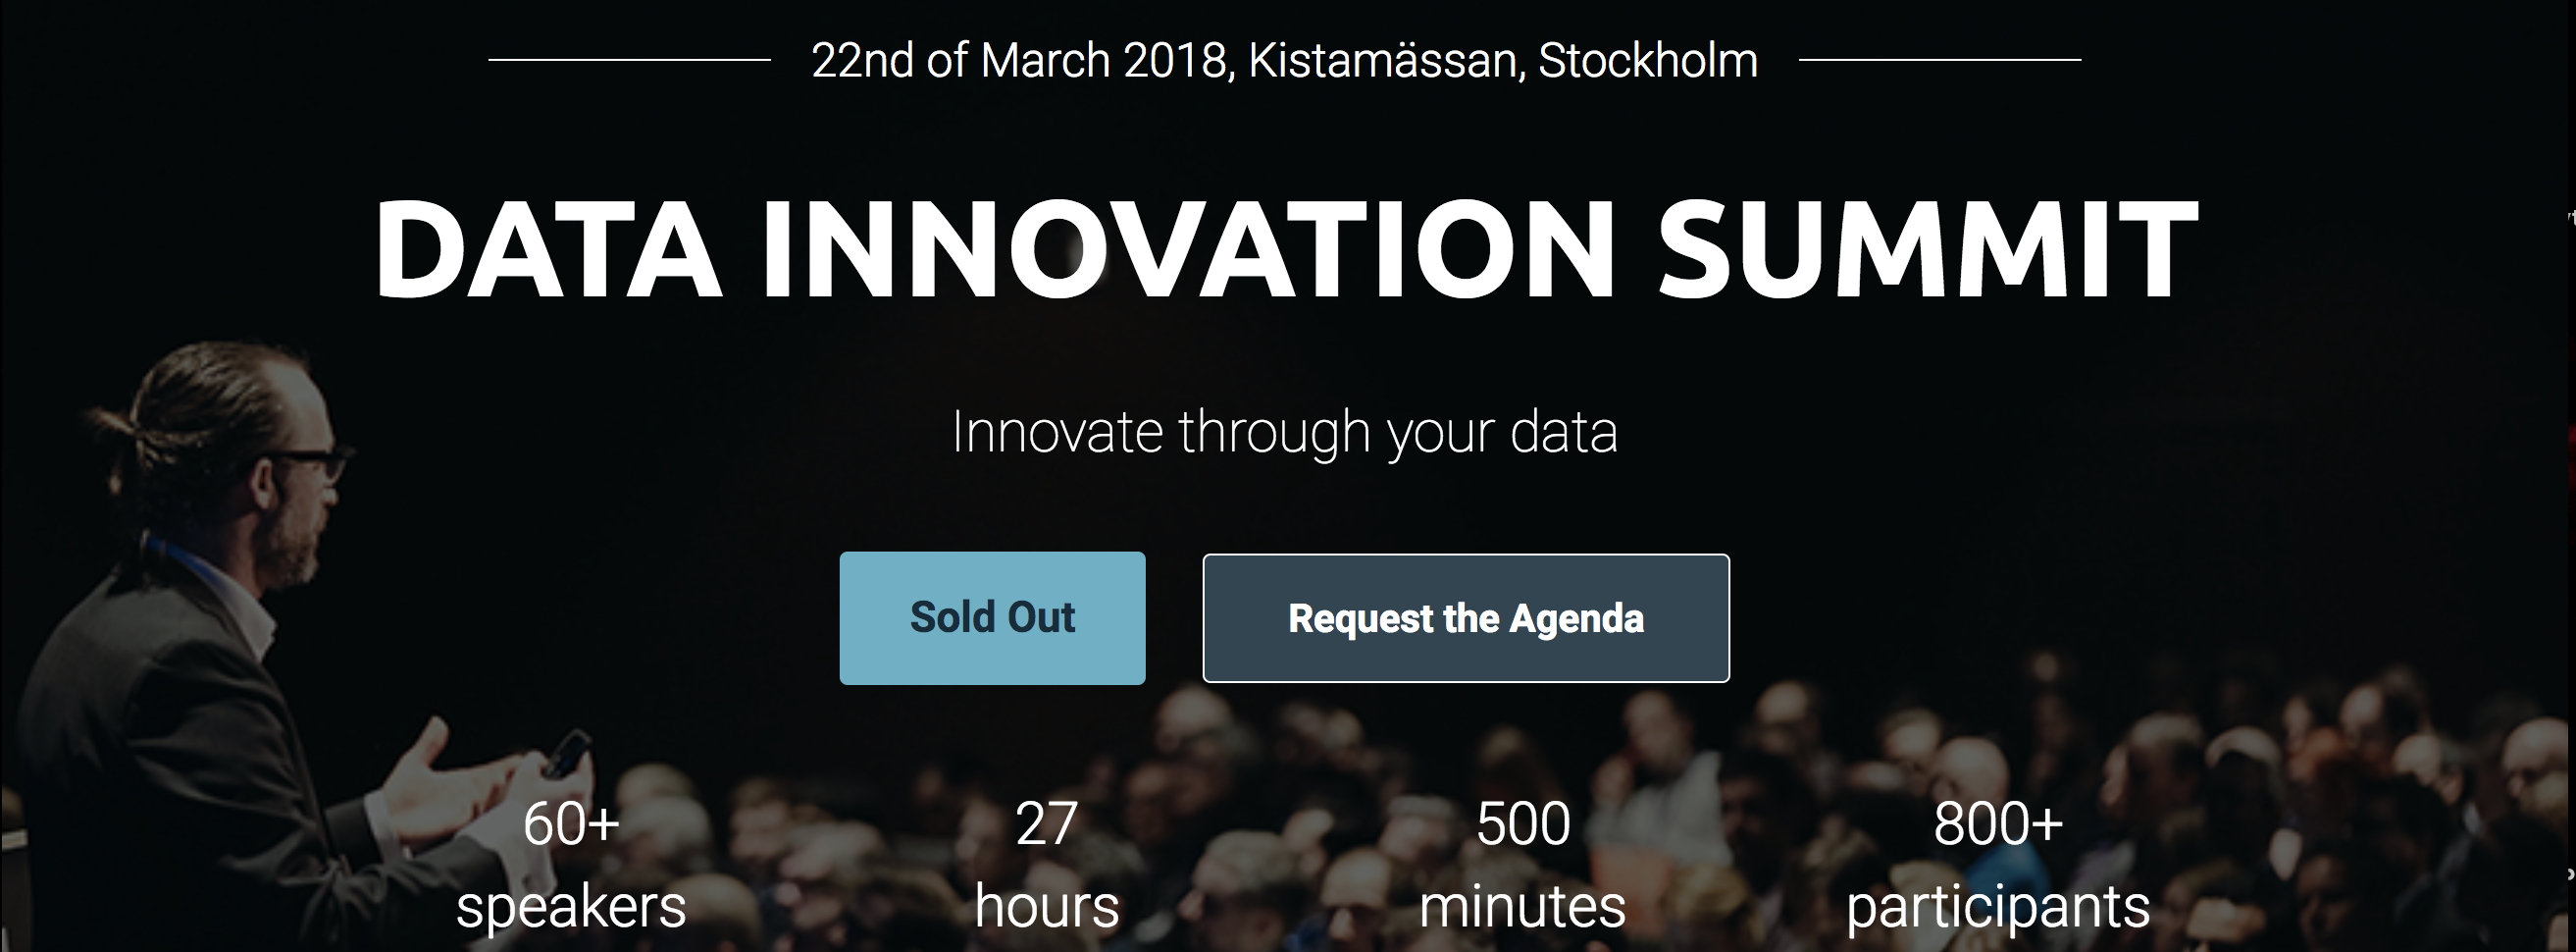 22nd of March 2018, Kistamässan, Stockholm
DATA INNOVATION SUMMIT
Innovate through your data
Sold Out
Request the Agenda
60+
speakers
27
hours
500
minutes
800+
participants